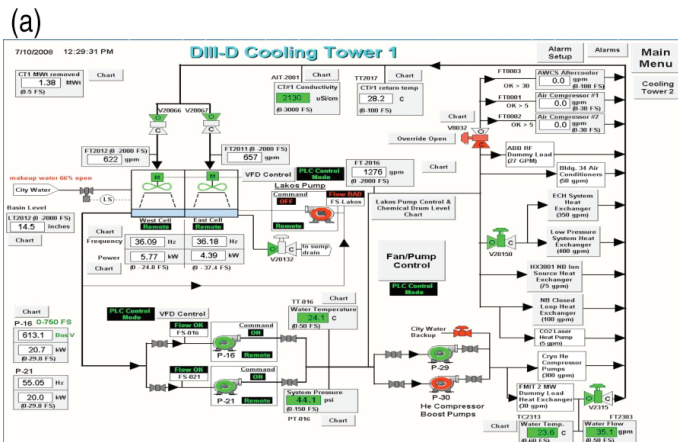 (a)
7/10/2008 12:29:31 PM
DIII-D Cooling Tower 1
Alarm Setup
Alarms
Main Menu
Cooling Tower 2
CT1 MWt removed
1.38 MWt
(0-5 FS)
Chart
AIT-2001
Chart
CT#1 Conductivity
2130 uS/cm
(0-3000 FS)
TT2017
Chart
CT#1 return temp
28.2 C
(0-100 FS)
FT8003
OK > 30
AWCS Aftercooler
0.0 gpm
(0-100 FS)
FT8001
OK > 5
Air Compressor #1
0.0 gpm
(0-30 FS)
FT8002
OK > 5
Air Compressor #2
0.0 gpm
(0-30 FS)
Chart
V8032
Override Open
V20066
V20067
FT2012 (0 -2000 FS)
622 gpm
FT2011 (0 -2000 FS)
657 gpm
FT-2016
1276 gpm
(0 -2000 FS)
Chart
ABB RF Dummy Load (27 GPM)
Bldg. 34 Air Conditioners (50 gpm)
makeup water 66% open
City Water
LS
VFD Control
PLC Control Mode
Lakos Pump
Command
OFF
Flow BAD
FS-Lakos
Remote
Lakos Pump Control & Chemical Drum Level Chart
Basin Level
LT2012 (0 -2000 FS)
14.5 inches
Chart
West Cell
Remote
East Cell
Remote
Frequency
36.09 Hz
36.18 Hz
Power
5.77 kW
4.39 kW
(0 - 24.8 FS)
(0 - 37.4 FS)
Chart
V20132
to sump drain
Fan/Pump Control
PLC Control Mode
V20150
ECH System Heat Exchanger (350 gpm)
Low Pressure System Heat Exchanger (400 gpm)
HX3001 NB Ion Source Heat Exchanger (75 gpm)
NB Closed Loop Heat Exchanger (100 gpm)
CO2 Laser Heat Pump (5 gpm)
Cryo He Compressors (300 gpm)
FMIT 2 MW Dummy Load Heat Exchanger (30 gpm)
V2315
Chart
P-16 0-750 FS
613.1
20.7 kW
(0-29.8 FS)
P-21
55.05 Hz
20.0 kW
(0-29.8 FS)
PLC Control Mode
VFD Control
Flow OK
FS-016
Command
ON
P-16
Remote
Flow OK
FS-021
Command
ON
P-21
Remote
TT-016
Chart
Water Temperature
24.1 C
(0-50 FS)
System Pressure
44.1 psi
(0-150 FS)
PT-016
Chart
City Water Backup
P-29
P-30
He Compressor Boost Pumps
TC2313
Water Temp.
23.6 C
(0-60 FS)
Chart
FT2303
Water Flow
35.1 gpm
(0-50 FS)